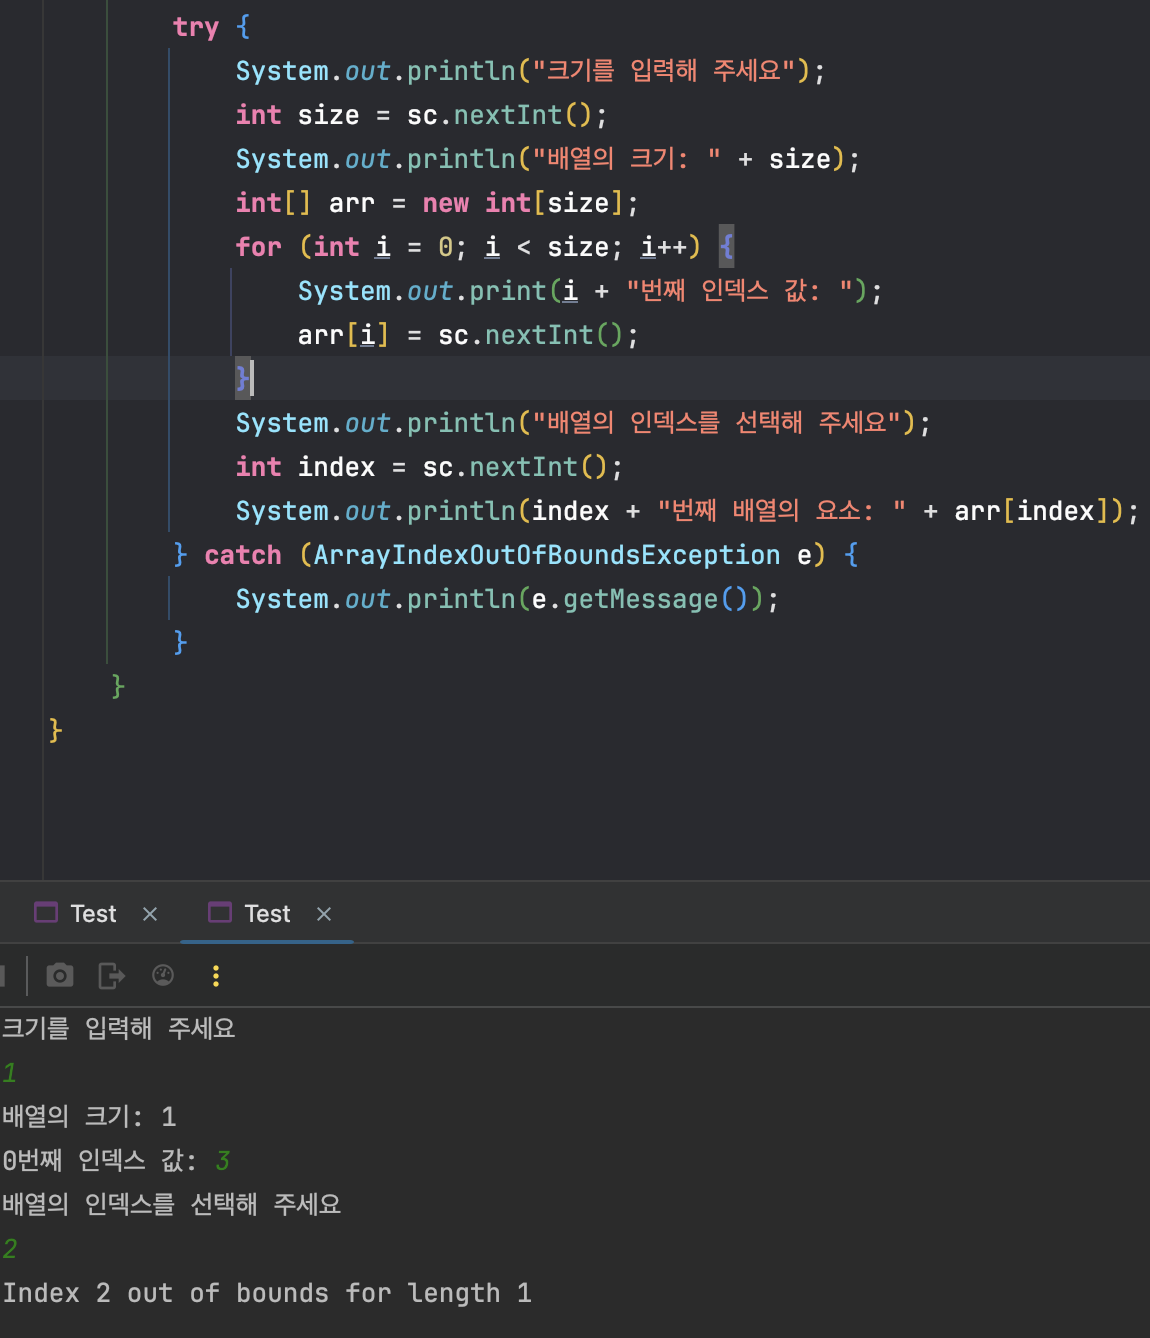 try {
System.out.println("크기를 입력해 주세요");
int size = sc.nextInt();
System.out.println("배열의 크기: " + size);
int[] arr = new int[size];
for (int i = 0; i < size; i++) {
System.out.print(i + "번째 인덱스 값: ");
arr[i] = sc.nextInt();
}
System.out.println("배열의 인덱스를 선택해 주세요");
int index = sc.nextInt();
System.out.println(index + "번째 배열의 요소: " + arr[index]);
} catch (ArrayIndexOutOfBoundsException e) {
System.out.println(e.getMessage());
}
}
}
Test × Test ×
크기를 입력해 주세요
1
배열의 크기: 1
0번째 인덱스 값: 3
배열의 인덱스를 선택해 주세요
2
Index 2 out of bounds for length 1